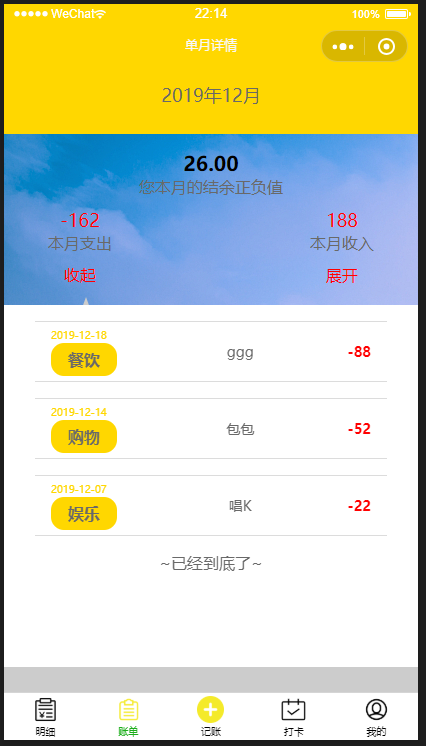 WeChat 22:14 100%
单月详情
2019年12月
26.00
您本月的结余正负值
-162 188
本月支出 本月收入
收起 展开
2019-12-18
餐饮 ggg -88
2019-12-14
购物 包包 -52
2019-12-07
娱乐 唱K -22
~已经到底了~
明细 账单 记账 打卡 我的